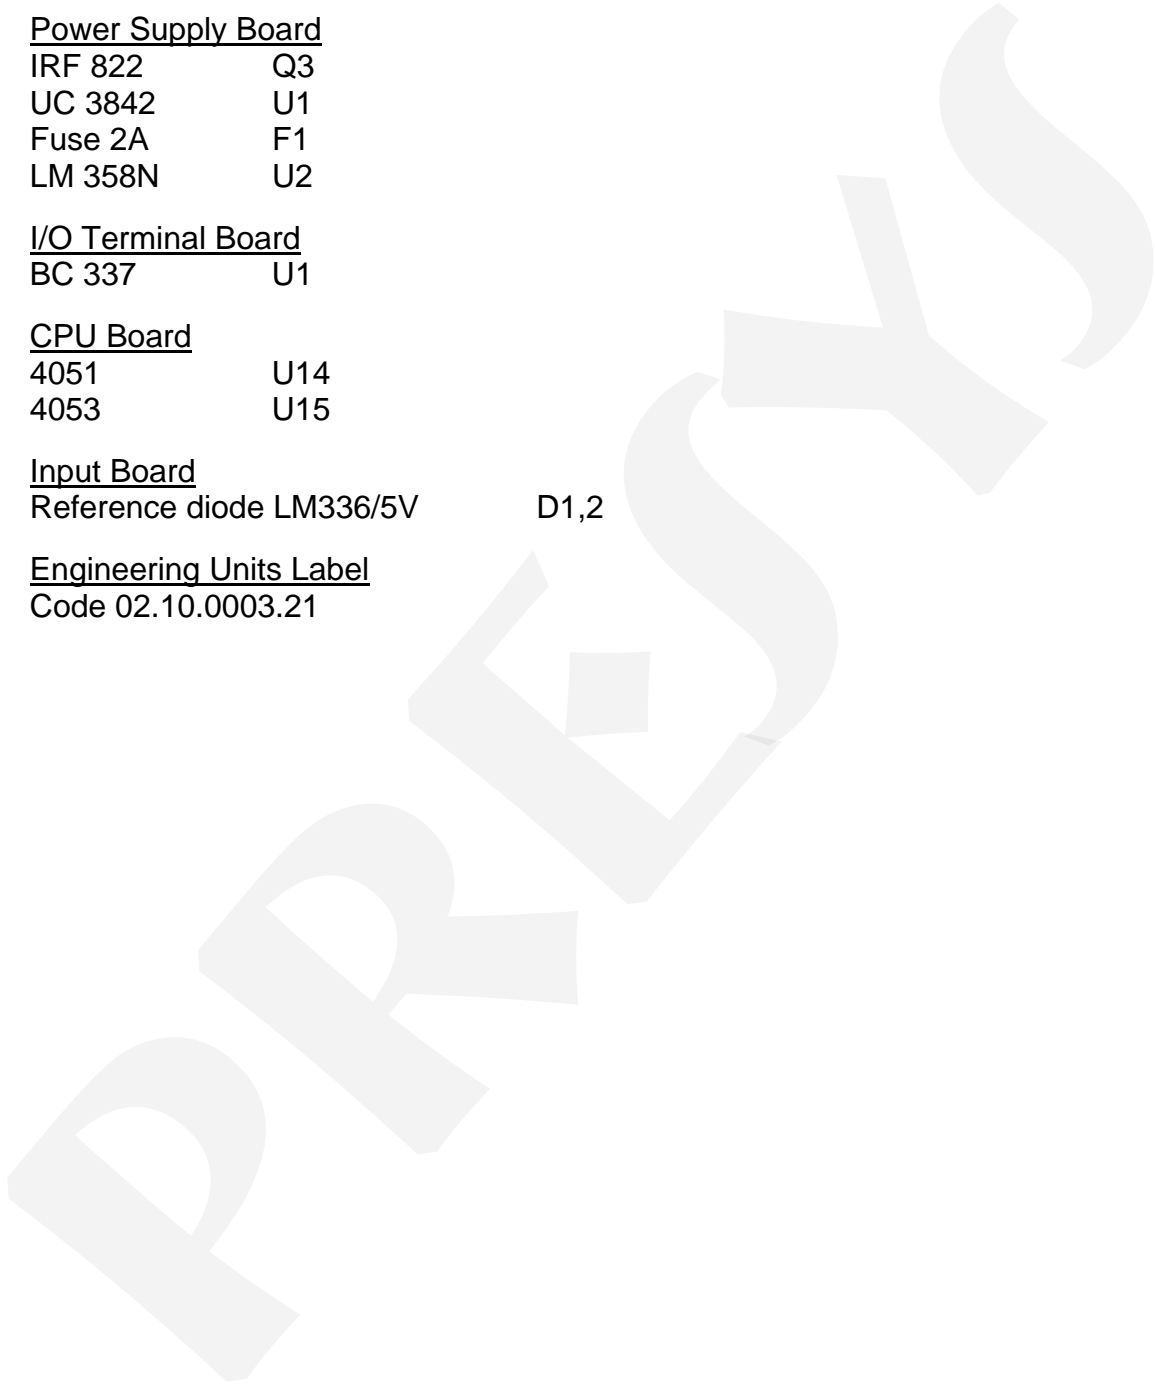 Power Supply Board
IRF 822 Q3
UC 3842 U1
Fuse 2A F1
LM 358N U2
I/O Terminal Board
BC 337 U1
CPU Board
4051 U14
4053 U15
Input Board
Reference diode LM336/5V D1,2
Engineering Units Label
Code 02.10.0003.21
PRESYS